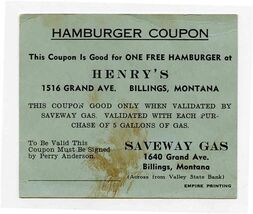 HAMBURGER COUPON
This Coupon Is Good for ONE FREE HAMBURGER at
HENRY'S
1516 GRAND AVE. BILLINGS, MONTANA
THIS COUPON GOOD ONLY WHEN VALIDATED BY
SAVEWAY GAS. VALIDATED WITH EACH PUR-
CHASE OF 5 GALLONS OF GAS.
To Be Valid This
Coupon Must Be Signed
by Perry Anderson.
SAVEWAY GAS
1640 Grand Ave.
Billings, Montana
(Across from Valley State Bank)
EMPIRE PRINTING